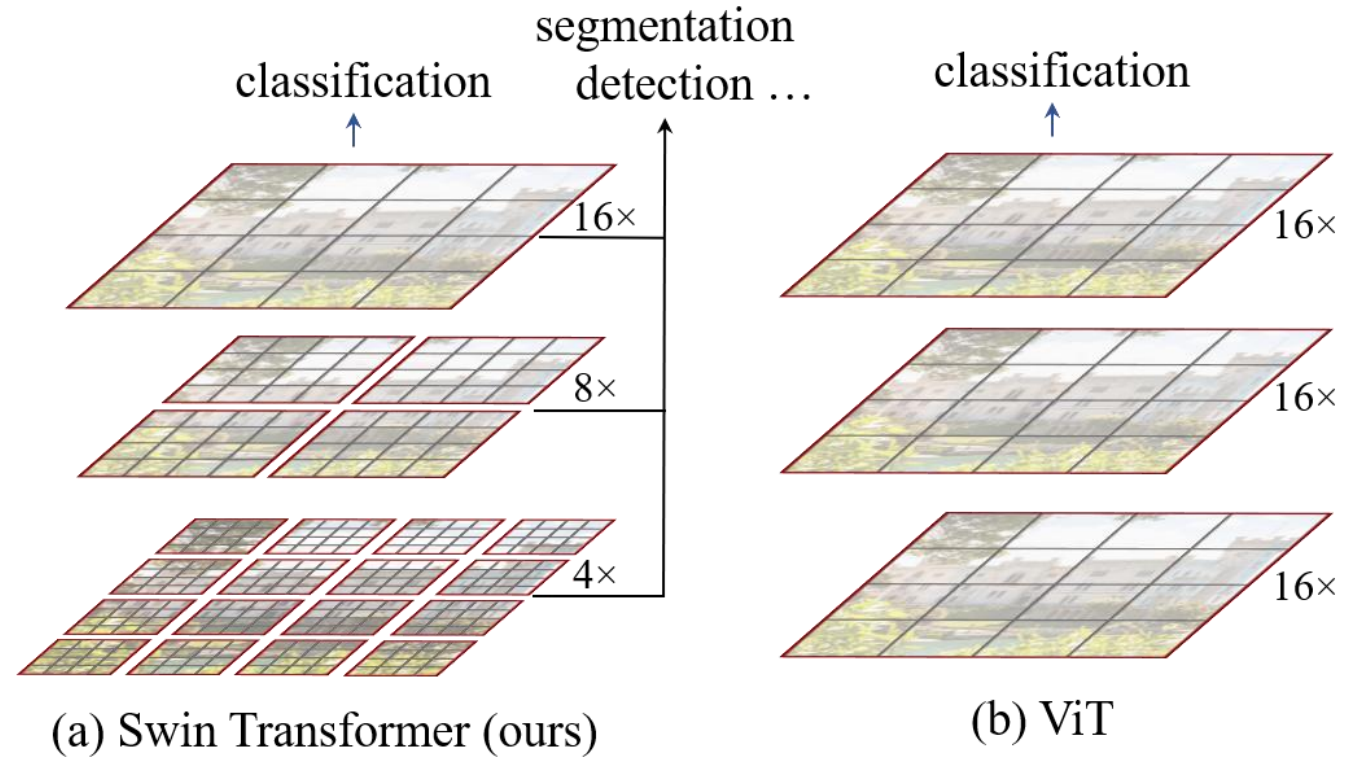 segmentation
classification
detection …
classification
16×
8×
4×
(a) Swin Transformer (ours)
16×
16×
16×
(b) ViT